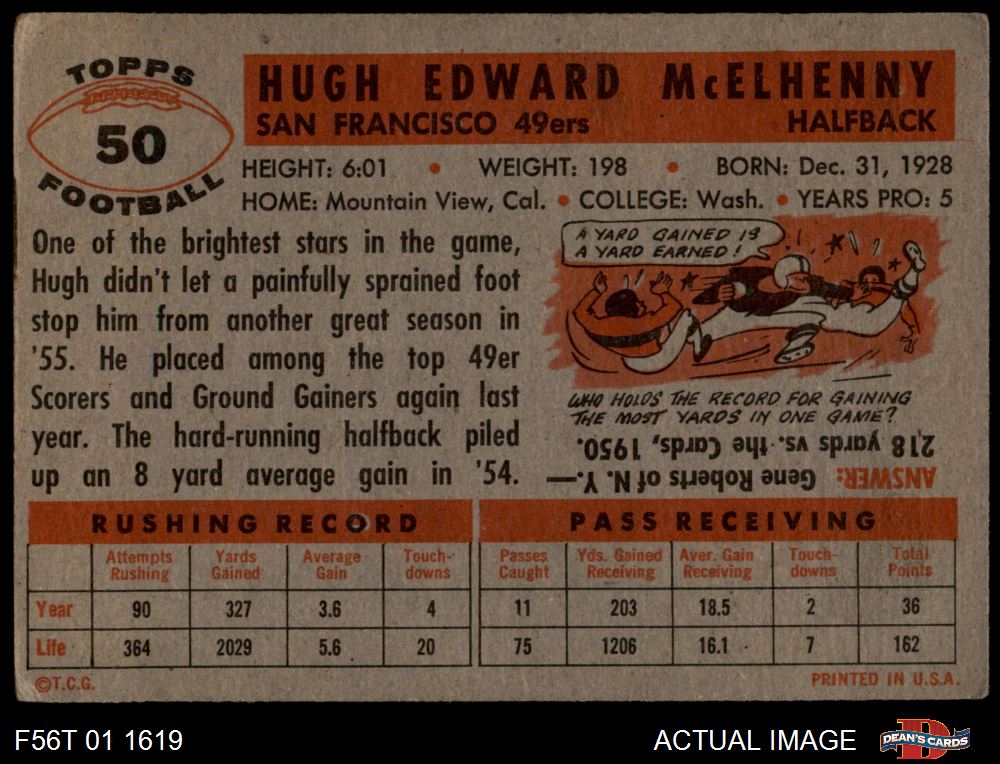 TOPPS
50
FOOTBALL
HUGH EDWARD McELHENNY
SAN FRANCISCO 49ers HALFBACK
HEIGHT: 6:01 • WEIGHT: 198 • BORN: Dec. 31, 1928
HOME: Mountain View, Cal. • COLLEGE: Wash. • YEARS PRO: 5
One of the brightest stars in the game,
Hugh didn't let a painfully sprained foot
stop him from another great season in
'55. He placed among the top 49er
Scorers and Ground Gainers again last
year. The hard-running halfback piled
up an 8 yard average gain in '54.
A YARD GAINED IS
A YARD EARNED!
WHO HOLDS THE RECORD FOR GAINING
THE MOST YARDS IN ONE GAME?
ANSWER: Gene Roberts of N. Y.—
218 yards vs. the Cards, 1950.
RUSHING RECORD
Attempts Rushing Yards Gained Average Gain Touch-downs
Year 90 327 3.6 4
Life 364 2029 5.6 20
PASS RECEIVING
Passes Caught Yds. Gained Receiving Aver. Gain Receiving Touch-downs Total Points
11 203 18.5 2 36
75 1206 16.1 7 162
©T.C.G. PRINTED IN U.S.A.
F56T 01 1619 ACTUAL IMAGE D DEAN'S CARDS